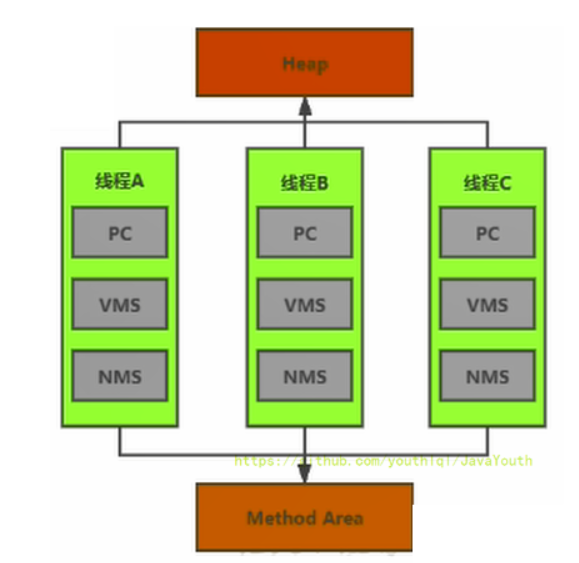 Heap
线程A
线程B
线程C
PC
PC
PC
VMS
VMS
VMS
NMS
NMS
NMS
https://github.com/youthlql/JavaYouth
Method Area